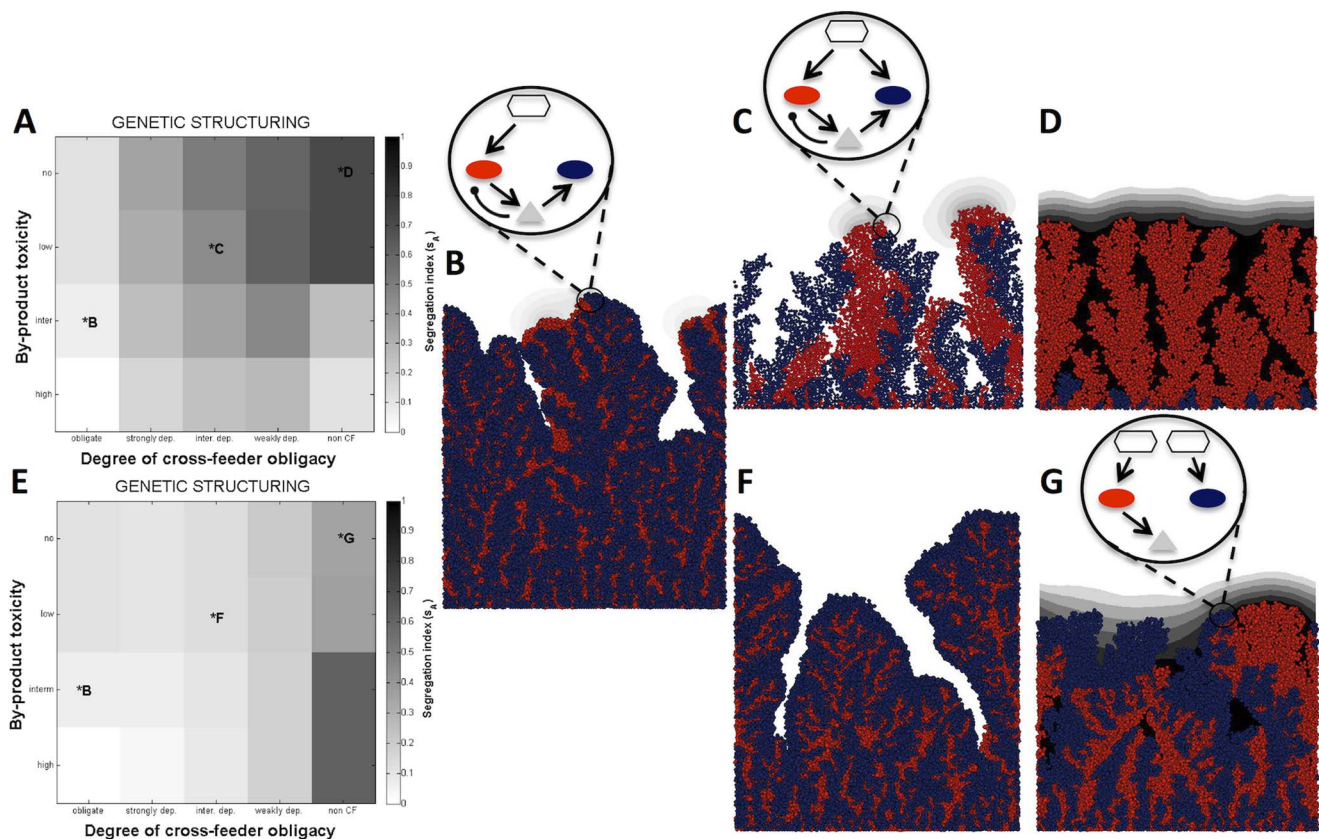 A
GENETIC STRUCTURING
By-product toxicity
no
low
inter
high
*D
*C
*B
obligate strongly dep. inter. dep. weakly dep. non CF
Degree of cross-feeder obligacy
1
0.9
0.8
0.7
0.6
0.5
0.4
0.3
0.2
0.1
0
Segregation index (sA)
B
C
D
E
GENETIC STRUCTURING
By-product toxicity
no
low
interm
high
*G
*F
*B
obligate strongly dep. inter. dep. weakly dep. non CF
Degree of cross-feeder obligacy
1
0.9
0.8
0.7
0.6
0.5
0.4
0.3
0.2
0.1
0
Segregation index (sA)
F
G